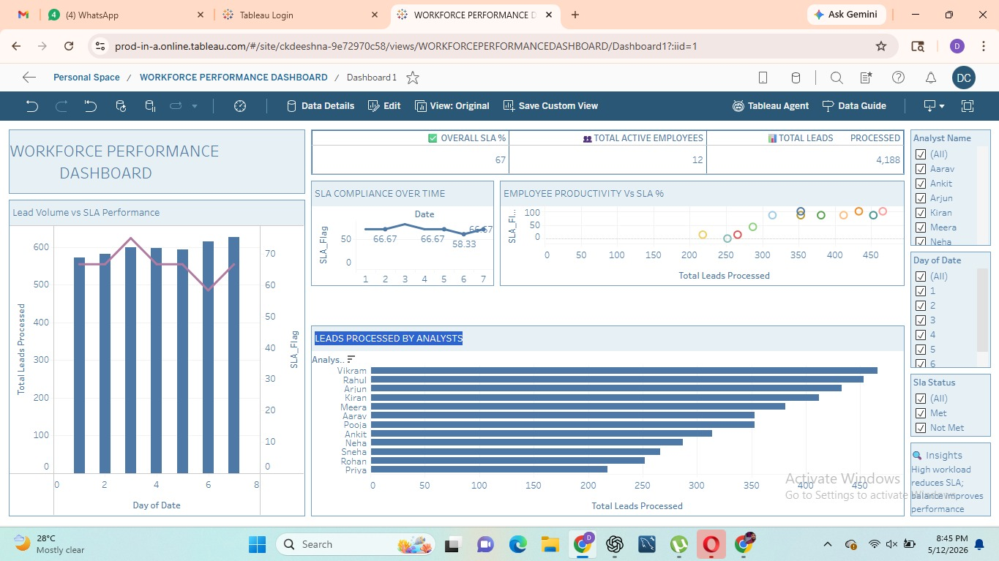 (4) WhatsApp
Tableau Login
WORKFORCE PERFORMANCE D
Ask Gemini
prod-in-a.online.tableau.com/#/site/ckdeeshna-9e72970c58/views/WORKFORCEPERFORMANCEDASHBOARD/Dashboard1?:iid=1
D
Personal Space / WORKFORCE PERFORMANCE DASHBOARD / Dashboard 1
DC
Data Details
Edit
View: Original
Save Custom View
Tableau Agent
Data Guide
WORKFORCE PERFORMANCE
DASHBOARD
OVERALL SLA %
TOTAL ACTIVE EMPLOYEES
TOTAL LEADS PROCESSED
67
12
4,188
Lead Volume vs SLA Performance
Total Leads Processed
600
500
400
300
200
100
0
70
60
50
40
30
20
10
0
SLA_Flag
0 2 4 6 8
Day of Date
SLA COMPLIANCE OVER TIME
Date
SLA_Flag
50
0
66.67
66.67
58.33
66.67
1 2 3 4 5 6 7
EMPLOYEE PRODUCTIVITY Vs SLA %
SLA_Fl...
100
50
0
0 50 100 150 200 250 300 350 400 450
Total Leads Processed
LEADS PROCESSED BY ANALYSTS
Analys..
Vikram
Rahul
Arjun
Kiran
Meera
Aarav
Pooja
Ankit
Neha
Sneha
Rohan
Priya
0 50 100 150 200 250 300 350 400 450
Total Leads Processed
Analyst Name
(All)
Aarav
Ankit
Arjun
Kiran
Meera
Neha
Day of Date
(All)
1
2
3
4
5
6
Sla Status
(All)
Met
Not Met
Insights
High workload
reduces SLA;
balance improves
performance
Activate Windows
Go to Settings to activate Windows.
28°C
Mostly clear
Search
8:45 PM
5/12/2026